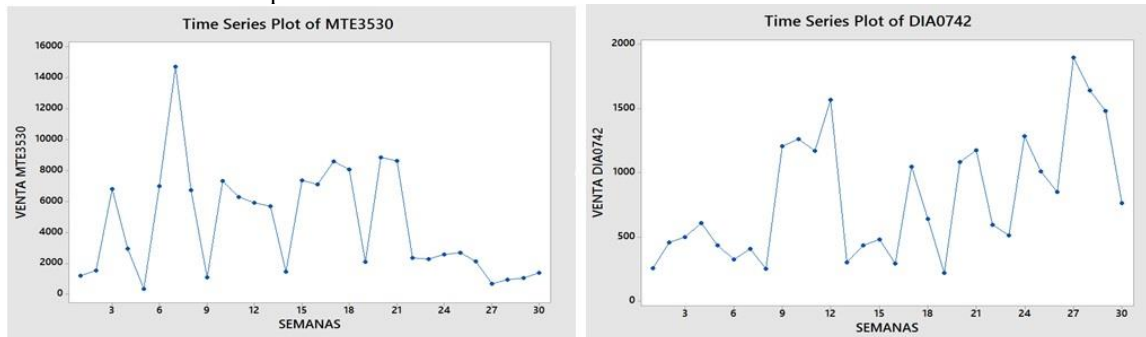 Time Series Plot of MTE3530
16000
14000
12000
10000
8000
6000
4000
2000
0
VENTA MTE3530
3 6 9 12 15 18 21 24 27 30
SEMANAS
Time Series Plot of DIA0742
2000
1500
1000
500
0
VENTA DIA0742
3 6 9 12 15 18 21 24 27 30
SEMANAS